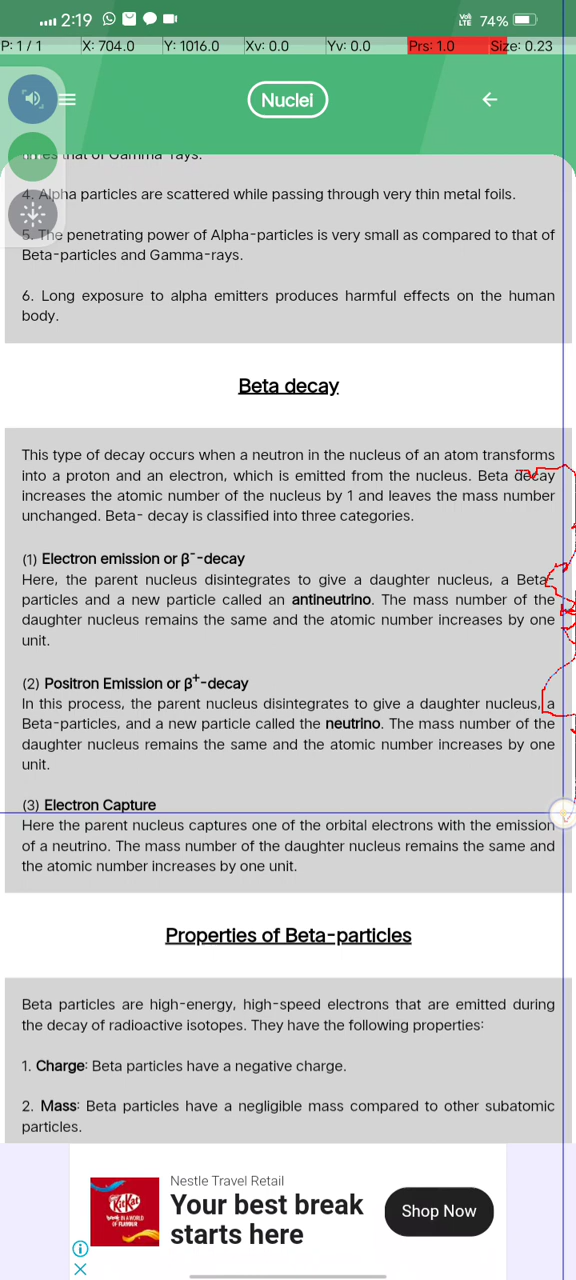 2:19 Vo) LTE 74%
P: 1 / 1 X: 704.0 Y: 1016.0 Xv: 0.0 Yv: 0.0 Prs: 1.0 Size: 0.23
Nuclei
that of Gamma rays.
4. Alpha particles are scattered while passing through very thin metal foils.
5. The penetrating power of Alpha-particles is very small as compared to that of
Beta-particles and Gamma-rays.
6. Long exposure to alpha emitters produces harmful effects on the human
body.
Beta decay
This type of decay occurs when a neutron in the nucleus of an atom transforms
into a proton and an electron, which is emitted from the nucleus. Beta decay
increases the atomic number of the nucleus by 1 and leaves the mass number
unchanged. Beta- decay is classified into three categories.
(1) Electron emission or β⁻-decay
Here, the parent nucleus disintegrates to give a daughter nucleus, a Beta-
particles and a new particle called an antineutrino. The mass number of the
daughter nucleus remains the same and the atomic number increases by one
unit.
(2) Positron Emission or β⁺-decay
In this process, the parent nucleus disintegrates to give a daughter nucleus, a
Beta-particles, and a new particle called the neutrino. The mass number of the
daughter nucleus remains the same and the atomic number increases by one
unit.
(3) Electron Capture
Here the parent nucleus captures one of the orbital electrons with the emission
of a neutrino. The mass number of the daughter nucleus remains the same and
the atomic number increases by one unit.
Properties of Beta-particles
Beta particles are high-energy, high-speed electrons that are emitted during
the decay of radioactive isotopes. They have the following properties:
1. Charge: Beta particles have a negative charge.
2. Mass: Beta particles have a negligible mass compared to other subatomic
particles.
Nestle Travel Retail
Your best break
starts here
Shop Now
KitKat